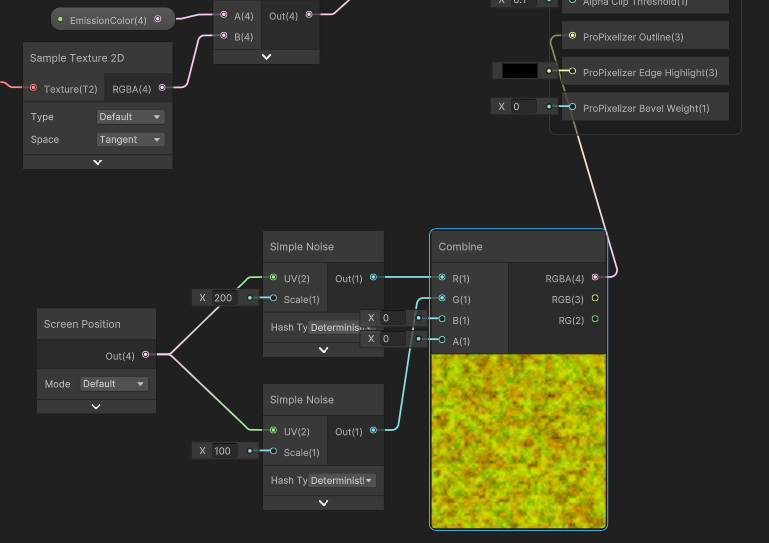 EmissionColor(4)
A(4)
Out(4)
B(4)
Sample Texture 2D
Texture(T2)
RGBA(4)
Type
Default
Space
Tangent
X
Alpha Clip Threshold(1)
ProPixelizer Outline(3)
ProPixelizer Edge Highlight(3)
X 0
ProPixelizer Bevel Weight(1)
Simple Noise
UV(2)
Out(1)
X 200
Scale(1)
Hash Ty
Determinis
Screen Position
Out(4)
Mode
Default
Simple Noise
UV(2)
Out(1)
X 100
Scale(1)
Hash Ty
Deterministi
Combine
R(1)
RGBA(4)
G(1)
RGB(3)
X 0
B(1)
RG(2)
X 0
A(1)